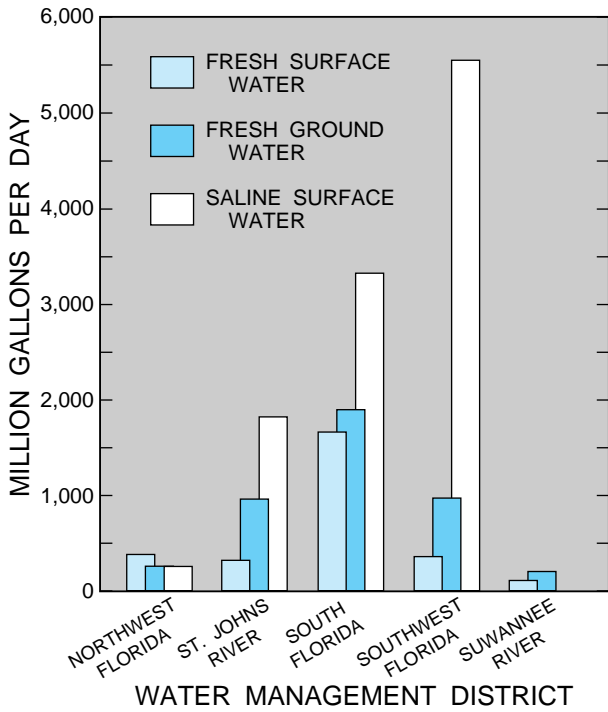 6,000
5,000
4,000
3,000
2,000
1,000
0
MILLION GALLONS PER DAY
FRESH SURFACE
WATER
FRESH GROUND
WATER
SALINE SURFACE
WATER
NORTHWEST
FLORIDA
ST. JOHNS
RIVER
SOUTH
FLORIDA
SOUTHWEST
FLORIDA
SUWANNEE
RIVER
WATER MANAGEMENT DISTRICT